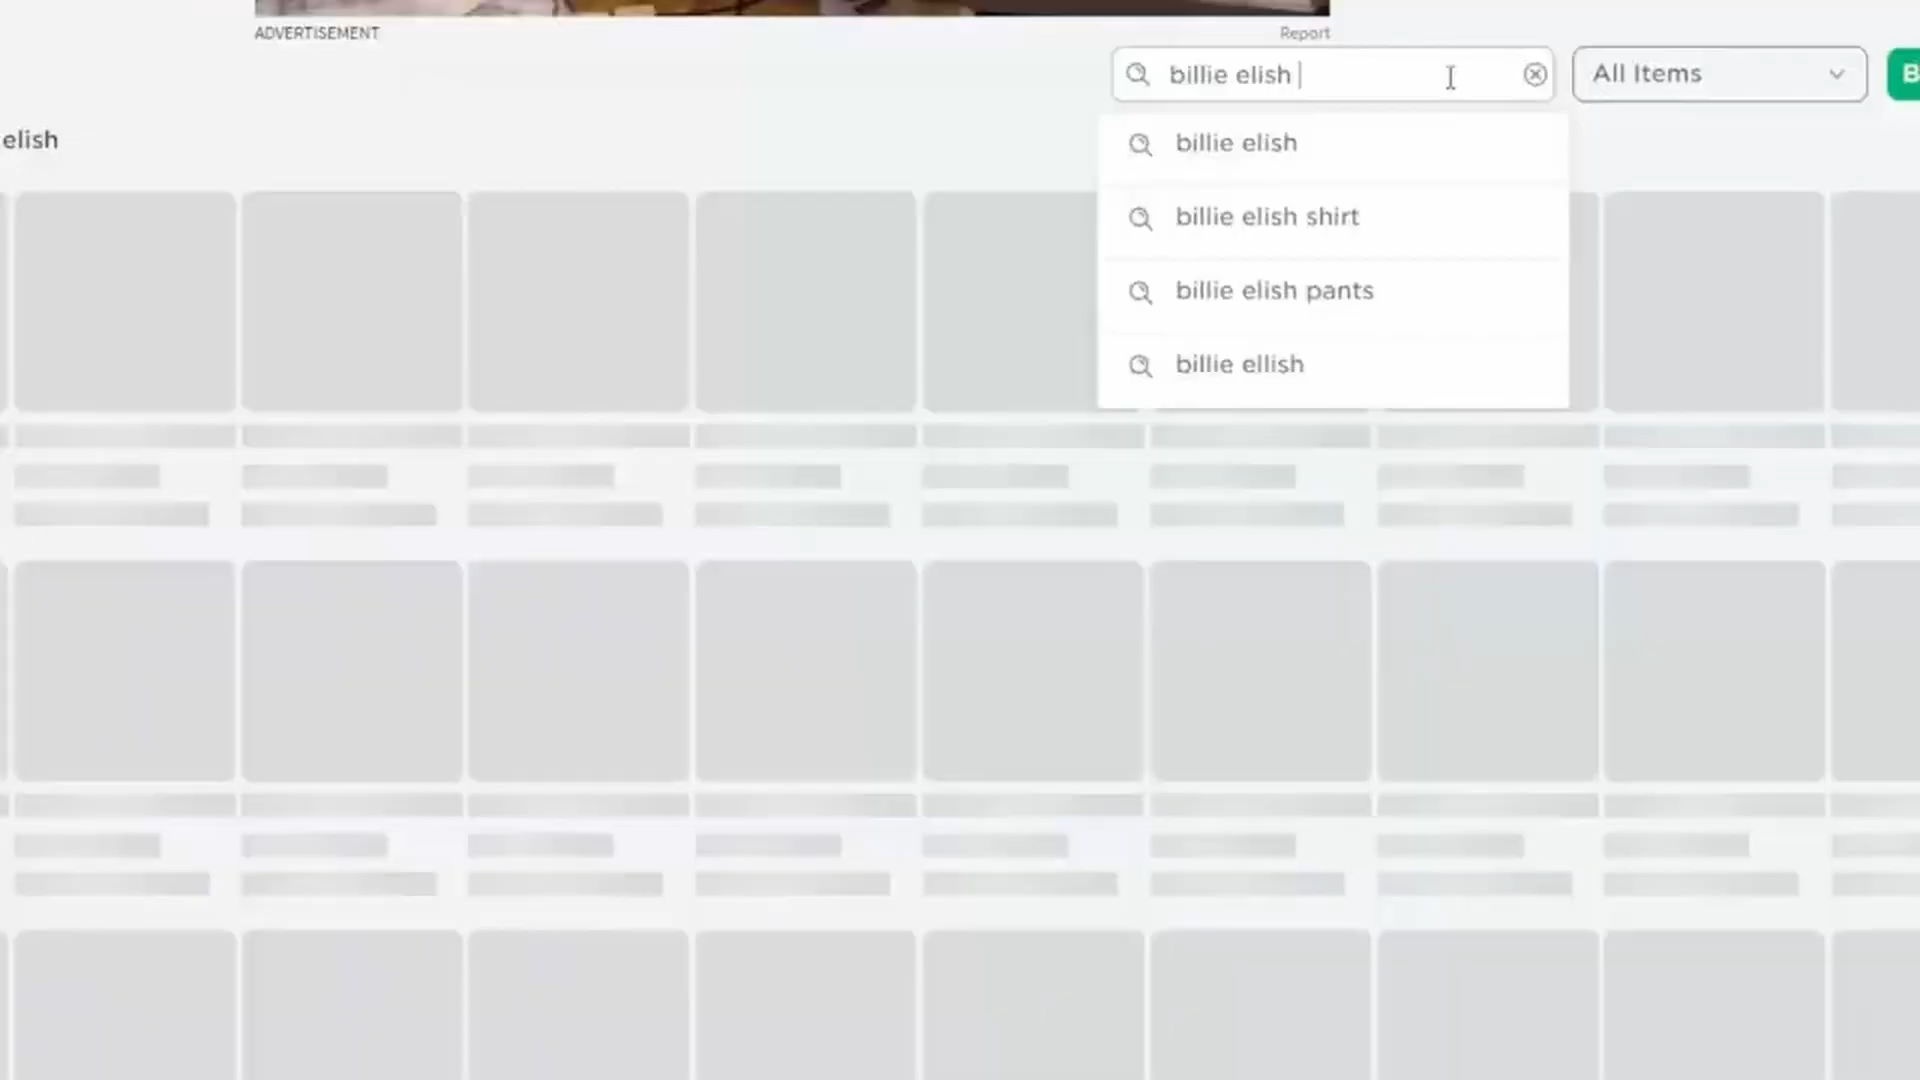 ADVERTISEMENT
Report
billie elish
All Items
B
elish
billie elish
billie elish shirt
billie elish pants
billie ellish